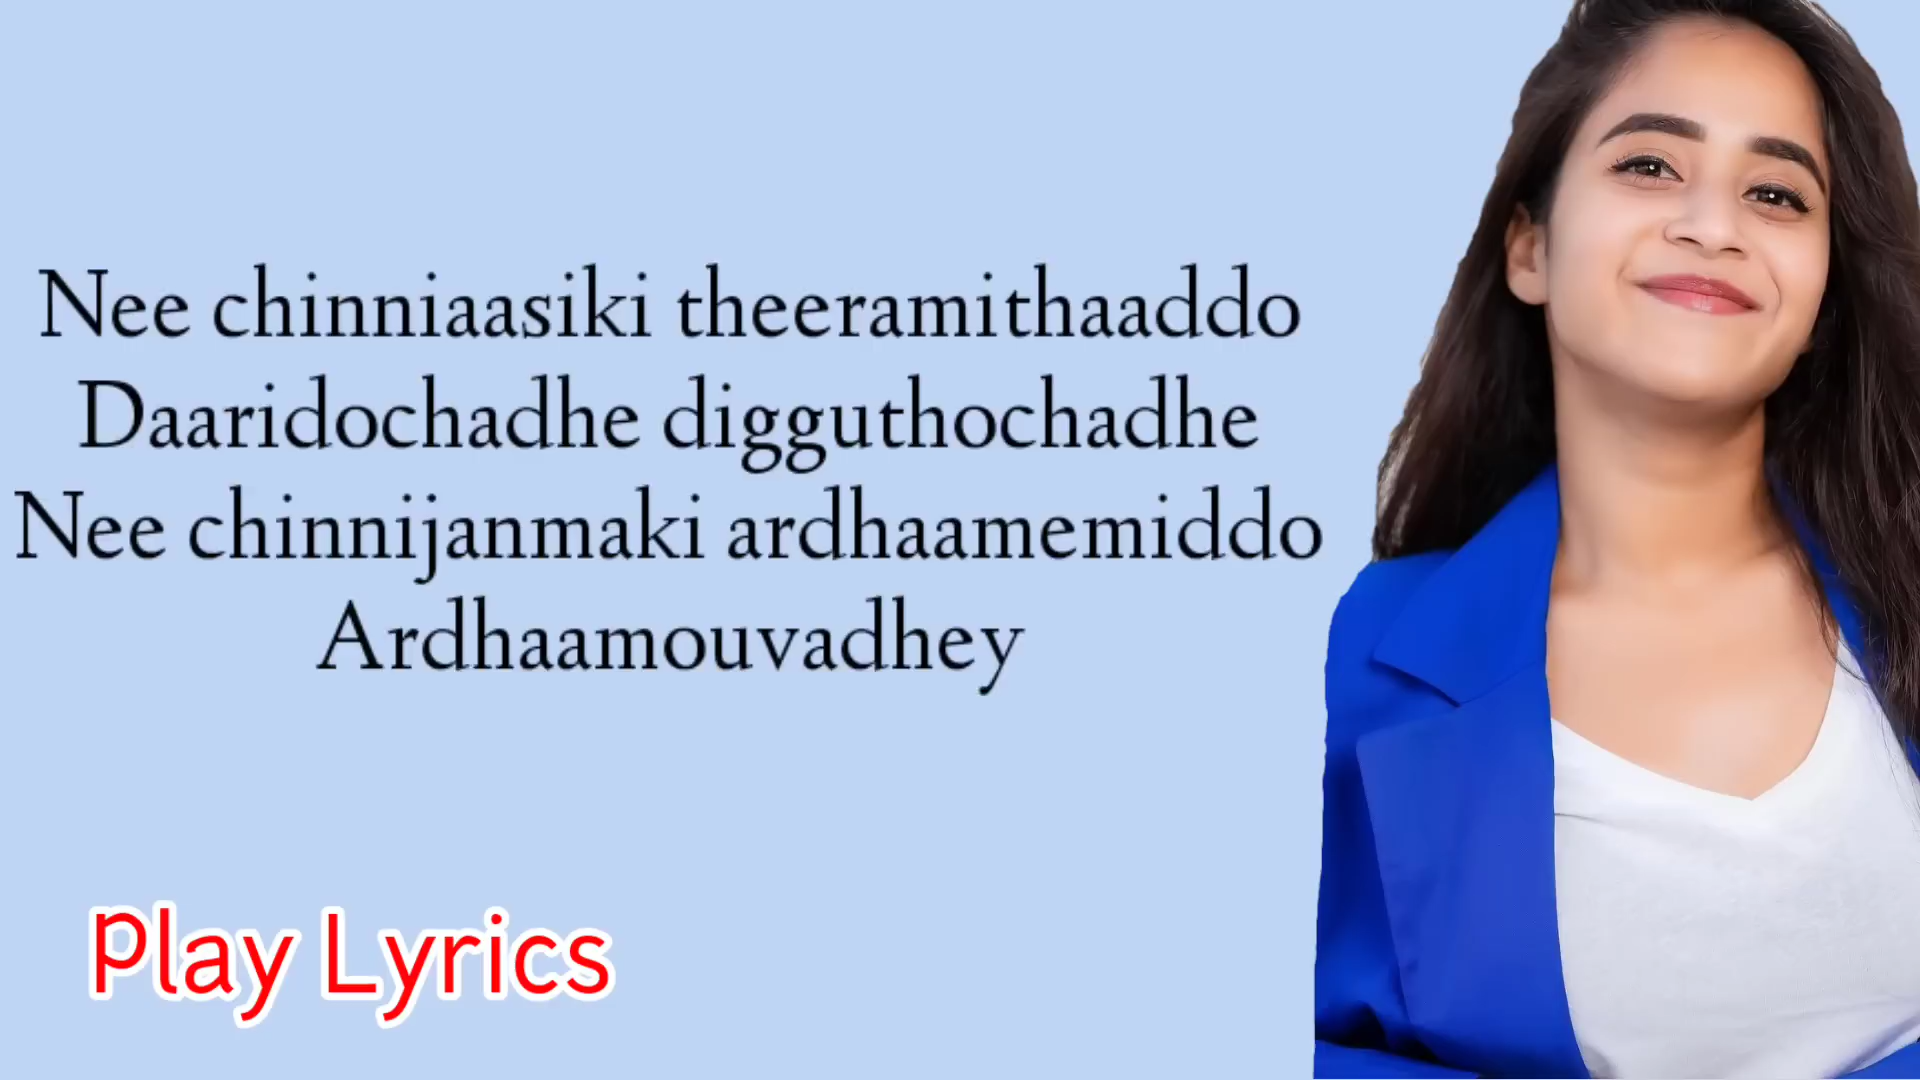 Nee chinniaasiki theeramithaaddo
Daaridochadhe digguthochadhe
Nee chinnijanmaki ardhaamemiddo
Ardhaamouvadhey
Play Lyrics